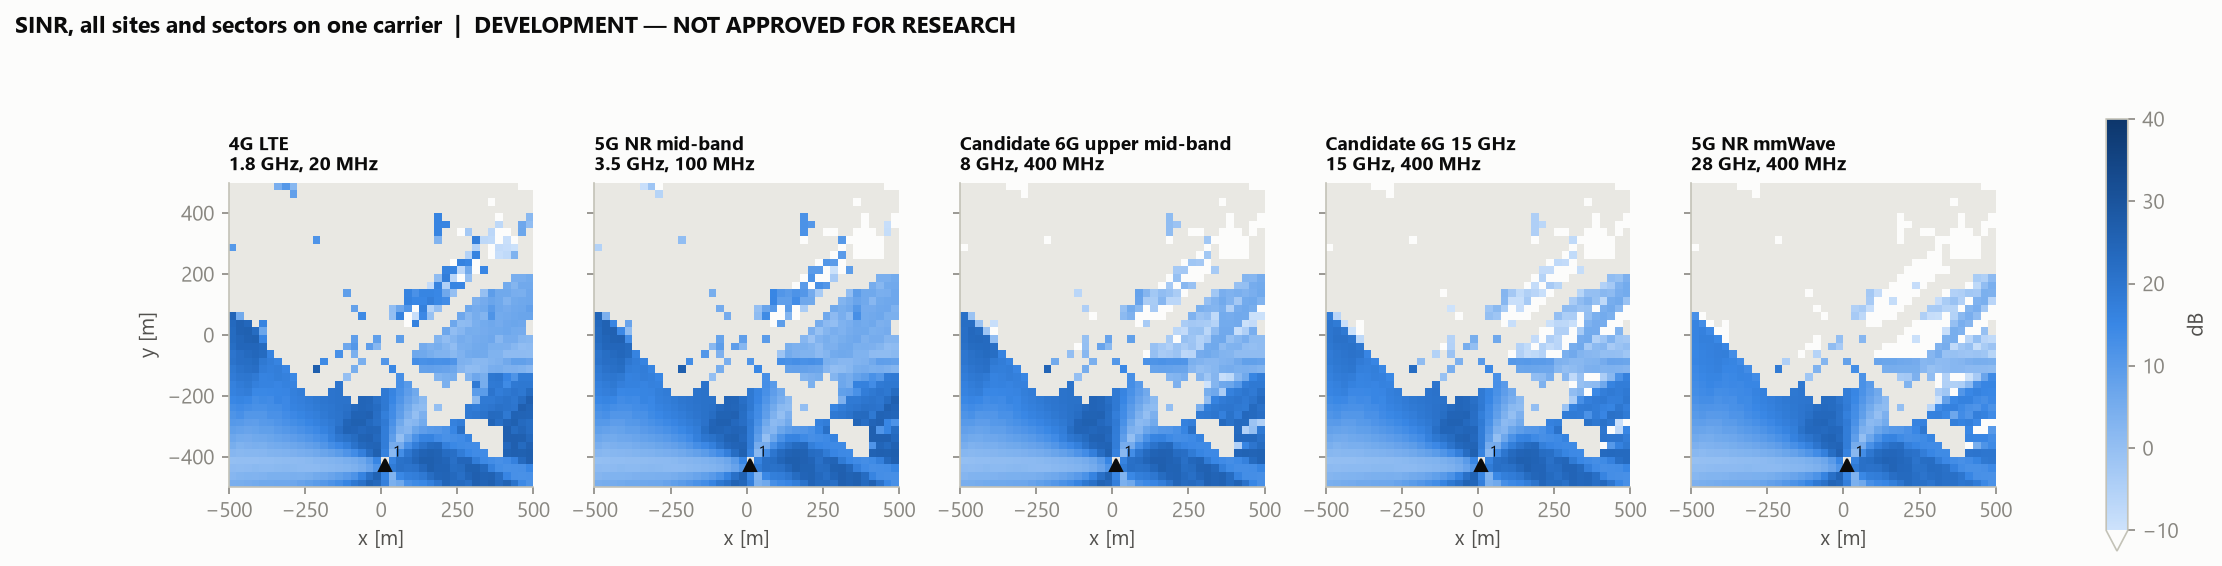 SINR, all sites and sectors on one carrier | DEVELOPMENT — NOT APPROVED FOR RESEARCH
4G LTE
1.8 GHz, 20 MHz
5G NR mid-band
3.5 GHz, 100 MHz
Candidate 6G upper mid-band
8 GHz, 400 MHz
Candidate 6G 15 GHz
15 GHz, 400 MHz
5G NR mmWave
28 GHz, 400 MHz
400
200
0
−200
−400
y [m]
1
1
1
1
1
−500 −250 0 250 500
−500 −250 0 250 500
−500 −250 0 250 500
−500 −250 0 250 500
−500 −250 0 250 500
x [m]
x [m]
x [m]
x [m]
x [m]
40
30
20
10
0
−10
dB